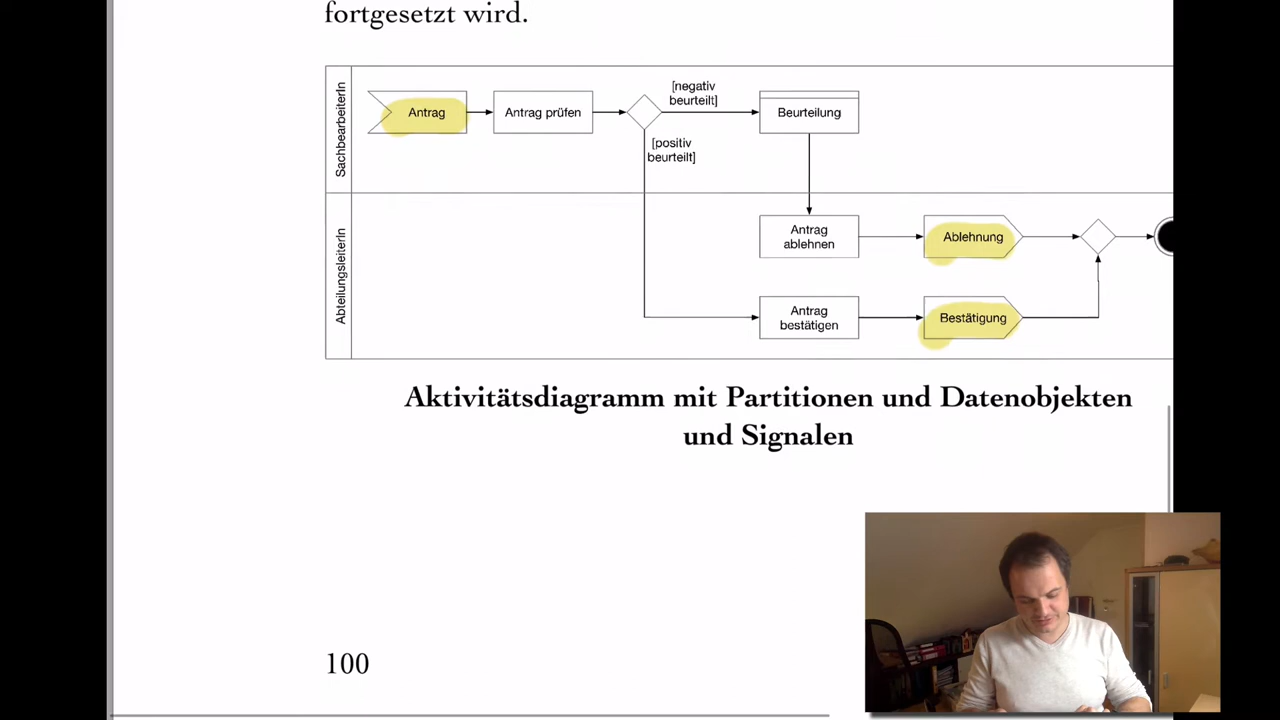 fortgesetzt wird.
SachbearbeiterIn
Antrag
Antrag prüfen
[negativ
beurteilt]
Beurteilung
[positiv
beurteilt]
AbteilungsleiterIn
Antrag
ablehnen
Ablehnung
Antrag
bestätigen
Bestätigung
Aktivitätsdiagramm mit Partitionen und Datenobjekten
und Signalen
100